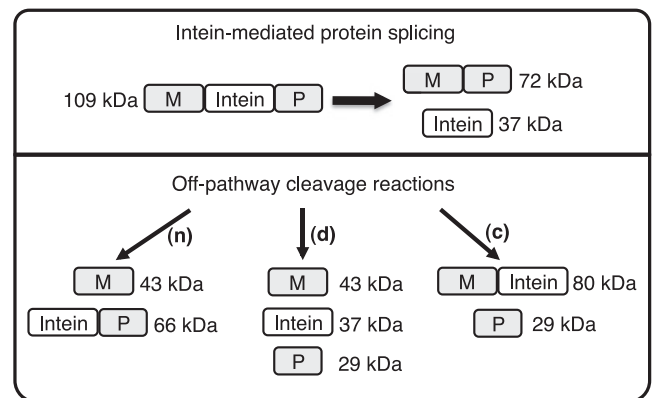 Intein-mediated protein splicing
109 kDa M Intein P M P 72 kDa
Intein 37 kDa
Off-pathway cleavage reactions
(n) (d) (c)
M 43 kDa M 43 kDa M Intein 80 kDa
Intein P 66 kDa Intein 37 kDa P 29 kDa
P 29 kDa